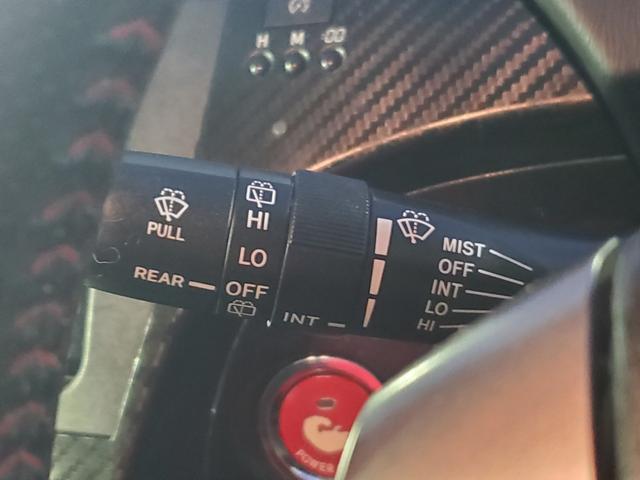 H M :00
PULL
REAR
HI
LO
OFF
INT
MIST
OFF
INT
LO
HI
POWER